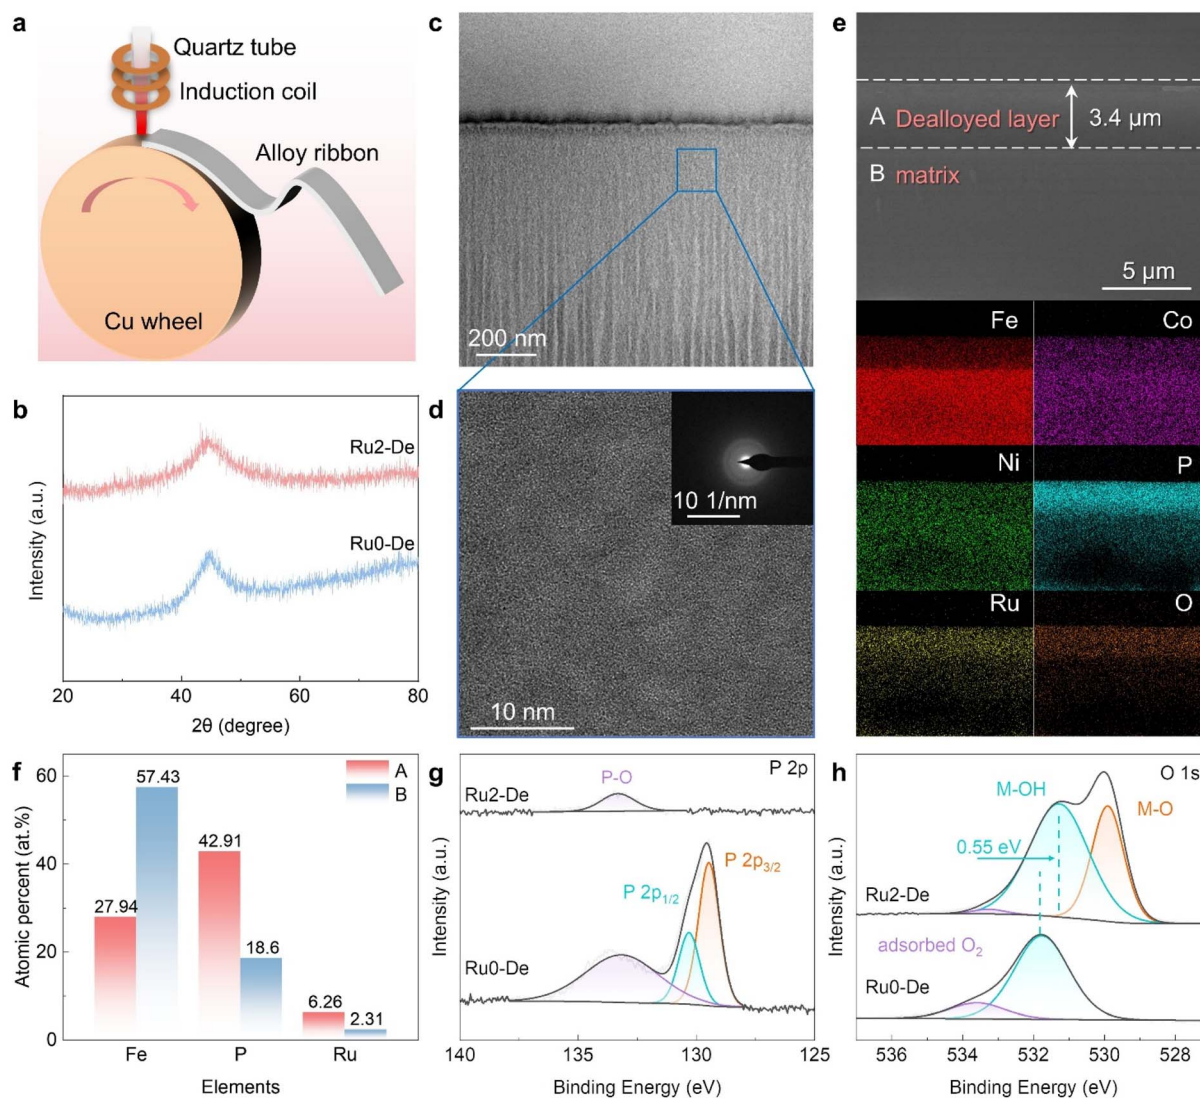 a
Quartz tube
Induction coil
Alloy ribbon
Cu wheel
b
Intensity (a.u.)
Ru2-De
Ru0-De
20 40 60 80
2θ (degree)
c
200 nm
d
10 1/nm
10 nm
e
A Dealloyed layer 3.4 μm
B matrix
5 μm
Fe Co
Ni P
Ru O
f
Atomic percent (at.%)
60
40
20
0
A
B
27.94
57.43
42.91
18.6
6.26
2.31
Fe P Ru
Elements
g
P 2p
Intensity (a.u.)
P-O
Ru2-De
P 2p3/2
P 2p1/2
Ru0-De
140 135 130 125
Binding Energy (eV)
h
O 1s
Intensity (a.u.)
M-OH
M-O
0.55 eV
Ru2-De
adsorbed O2
Ru0-De
536 534 532 530 528
Binding Energy (eV)